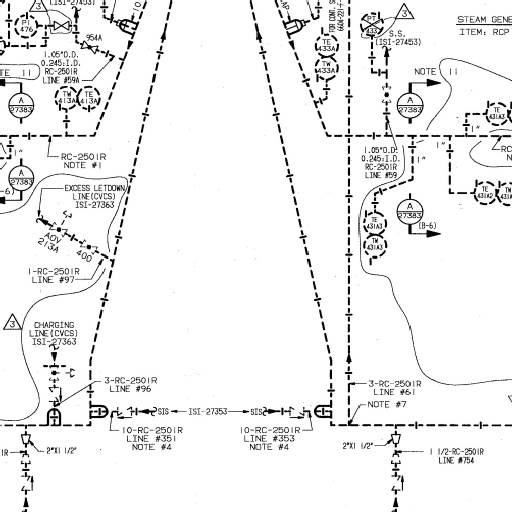 (ISI-27453)
3
PI
476
954A
1.05"O.D.
0.245:I.D.
RC-2501R
LINE #59A
TE 11
TW
413A
TE
413A
A
27383
1"
RC-2501R
NOTE #1
A
27383
EXCESS LETDOWN
LINE(CVCS)
ISI-27363
AOV
213A
40D
1-RC-2501R
LINE #97
3
CHARGING
LINE(CVCS)
ISI-27363
3-RC-2501R
LINE #96
SIS
ISI-27353
SIS
10-RC-2501R
LINE #351
NOTE #4
10-RC-2501R
LINE #353
NOTE #4
2"X1 1/2"
TE
433A
TW
433A
PT
3
S.S.
(ISI-27453)
STEAM GENE
ITEM: RCP
NOTE 11
A
27383
TE
431A3
1"
1"
1"
1.05"O.D.
0.245:I.D.
RC-2501R
LINE #59
TE
431A2
TE
431A3
TW
431A3
A
27383
(B-6)
3-RC-2501R
LINE #61
NOTE #7
2"X1 1/2"
1 1/2-RC-2501R
LINE #754